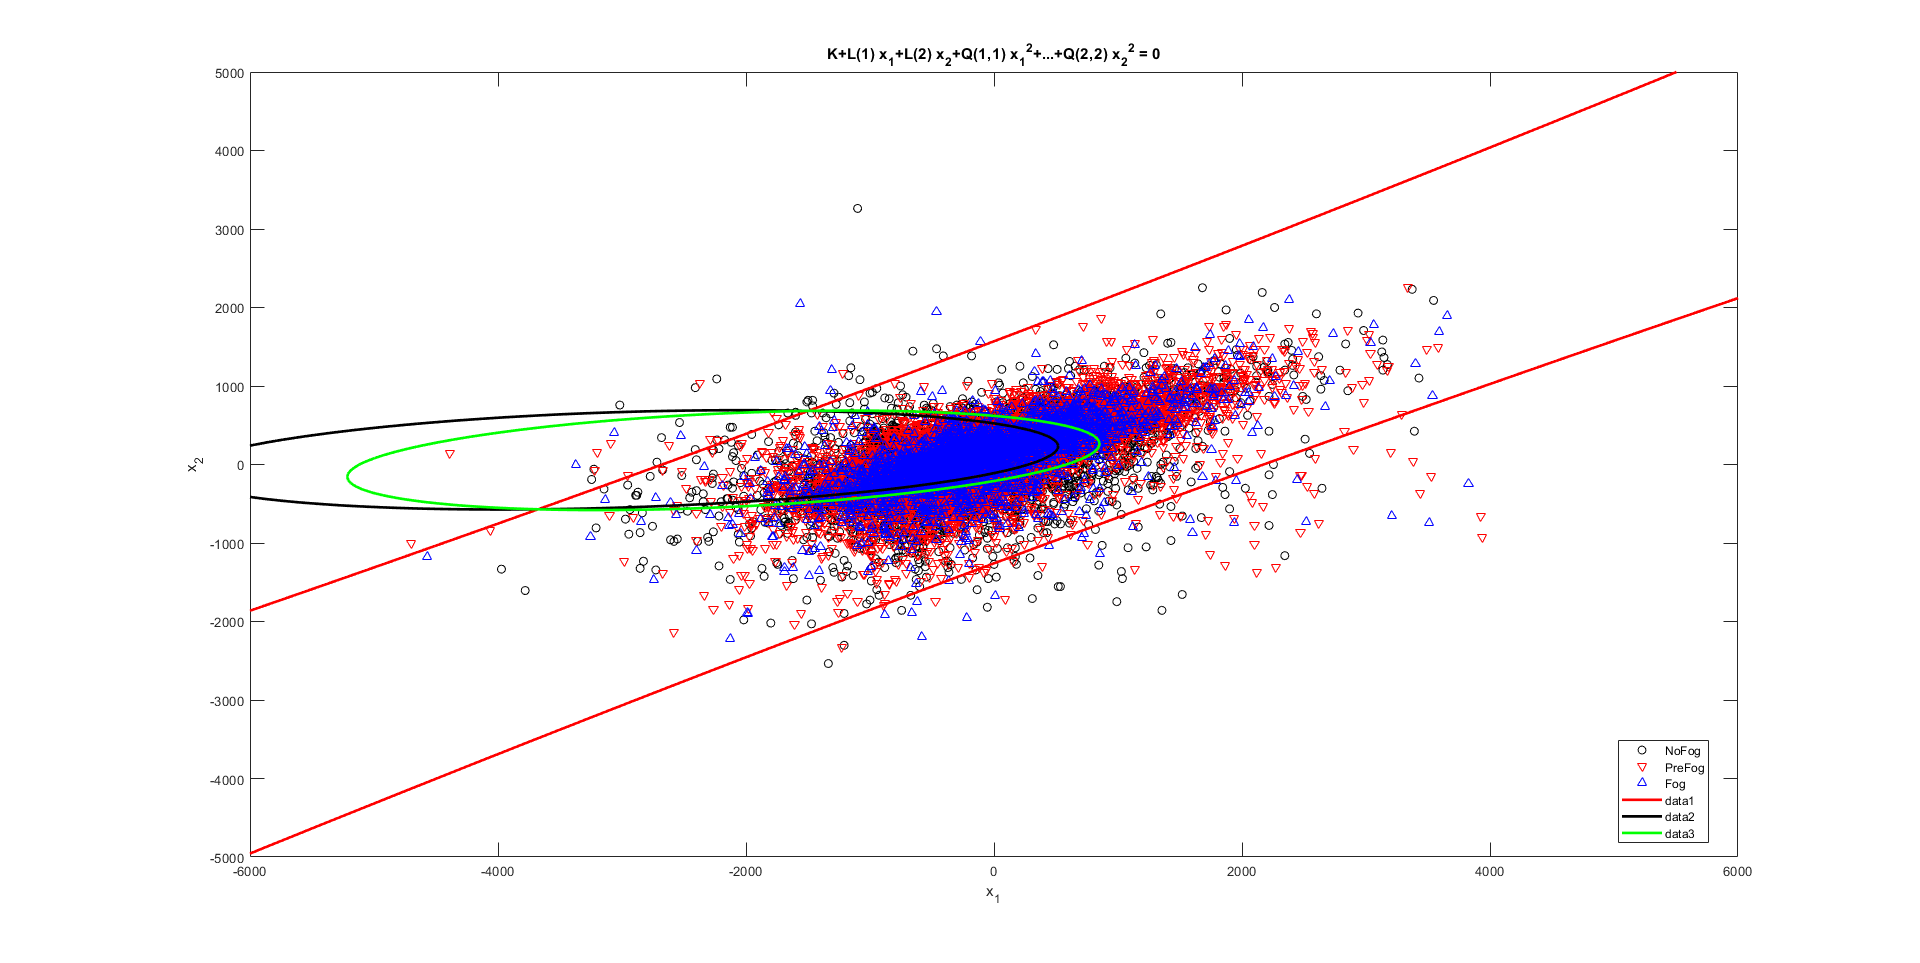 K+L(1) x1+L(2) x2+Q(1,1) x1^2+...+Q(2,2) x2^2 = 0
5000
4000
3000
2000
1000
0
-1000
-2000
-3000
-4000
-5000
x2
-6000 -4000 -2000 0 2000 4000 6000
x1
NoFog
PreFog
Fog
data1
data2
data3